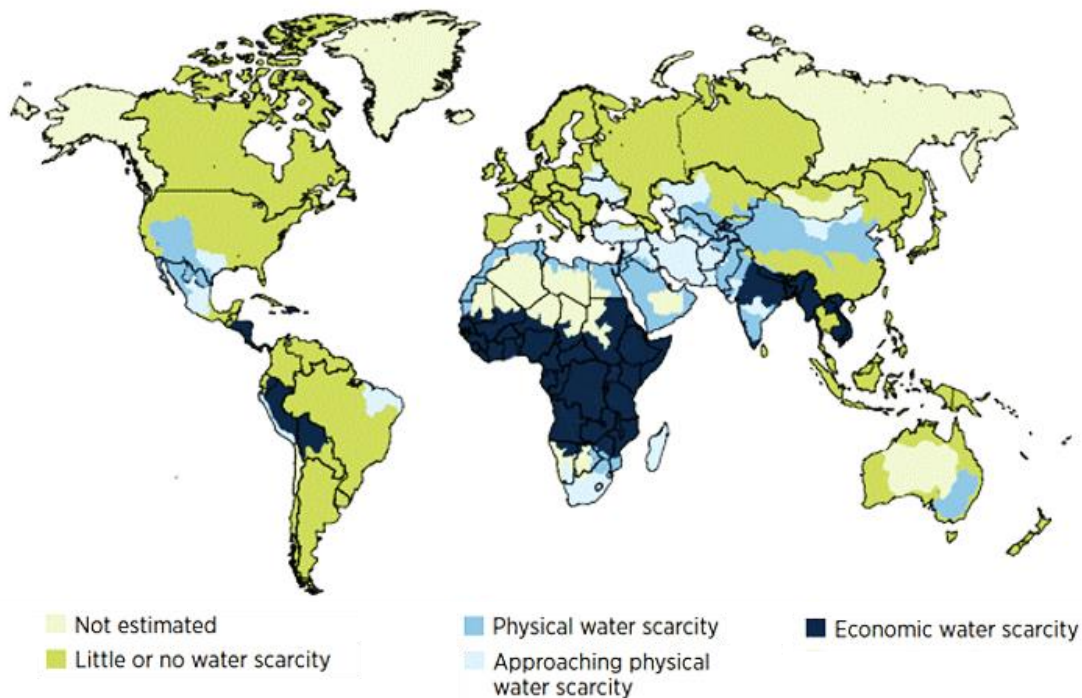 Not estimated
Little or no water scarcity
Physical water scarcity
Approaching physical
water scarcity
Economic water scarcity